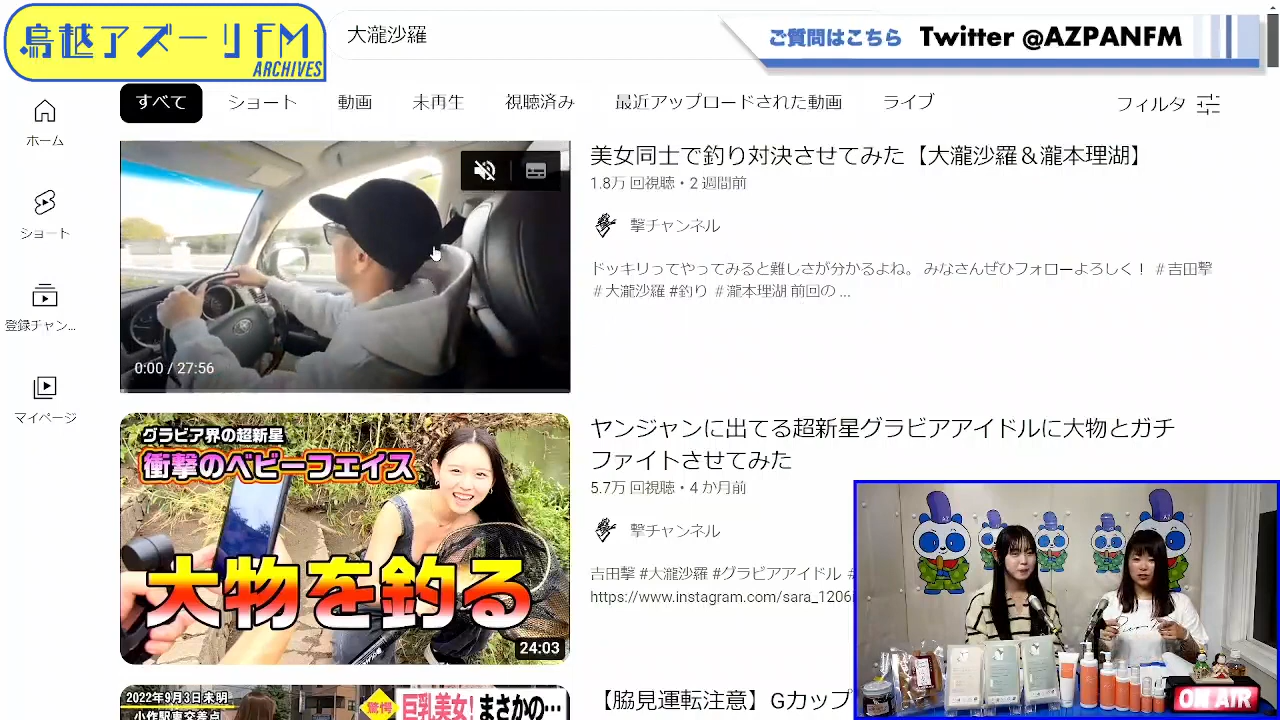 鳥越アズーリFM
ARCHIVES
大瀧沙羅
ご質問はこちら Twitter @AZPANFM
すべて
ショート
動画
未再生
視聴済み
最近アップロードされた動画
ライブ
フィルタ
ホーム
ショート
登録チャン...
マイページ
0:00 / 27:56
美女同士で釣り対決させてみた【大瀧沙羅＆瀧本理湖】
1.8万 回視聴・2 週間前
撃チャンネル
ドッキリってやってみると難しさが分かるよね。 みなさんぜひフォローよろしく！ ＃吉田撃
＃大瀧沙羅 #釣り ＃瀧本理湖 前回の ...
グラビア界の超新星
衝撃のベビーフェイス
大物を釣る
24:03
ヤンジャンに出てる超新星グラビアアイドルに大物とガチ
ファイトさせてみた
5.7万 回視聴・4 か月前
撃チャンネル
吉田撃 #大瀧沙羅 #グラビアアイドル #
https://www.instagram.com/sara_1206
2022年9月3日未明
小作駅東交差点
驚愕
巨乳美女! まさかの…
【脇見運転注意】Gカップ
ON AIR